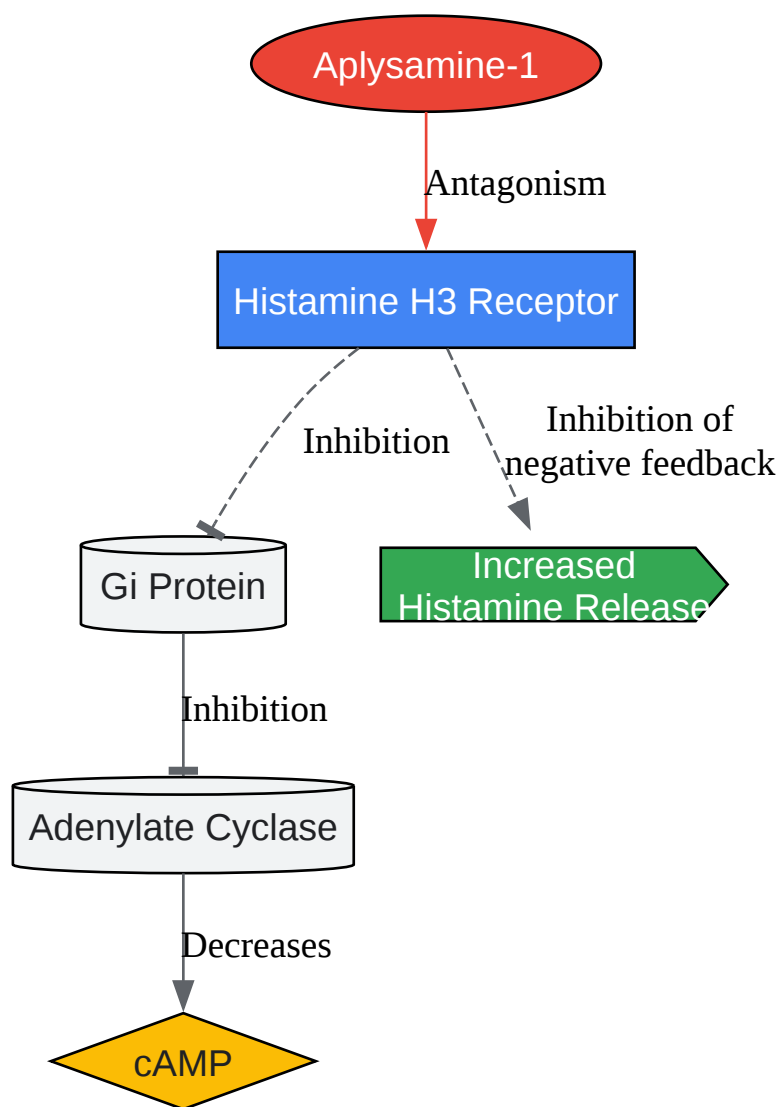 Aplysamine-1
Antagonism
Histamine H3 Receptor
Inhibition
Inhibition of
negative feedback
Gi Protein
Increased
Histamine Release
Inhibition
Adenylate Cyclase
Decreases
cAMP